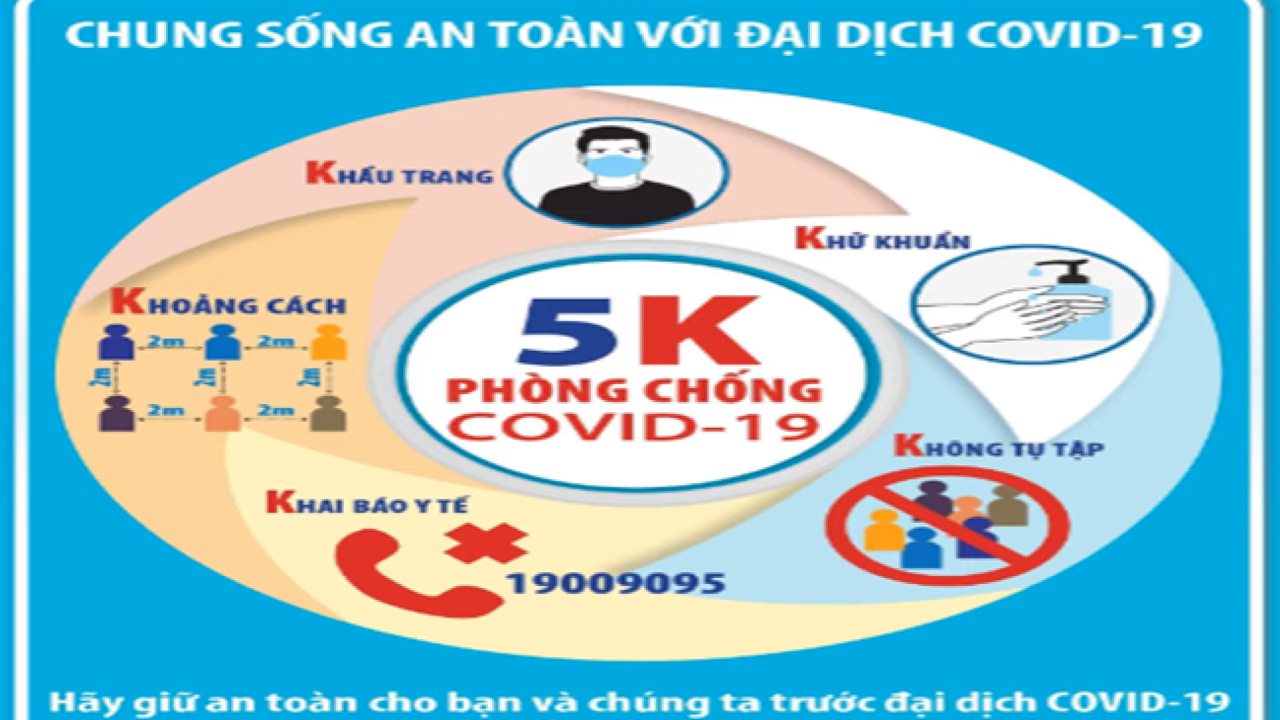 CHUNG SỐNG AN TOÀN VỚI ĐẠI DỊCH COVID-19
KHẨU TRANG
KHỬ KHUẨN
KHOẢNG CÁCH
2m 2m
2m 2m 2m
2m 2m
5K
PHÒNG CHỐNG
COVID-19
KHÔNG TỤ TẬP
KHAI BÁO Y TẾ
19009095
Hãy giữ an toàn cho bạn và chúng ta trước đại dịch COVID-19